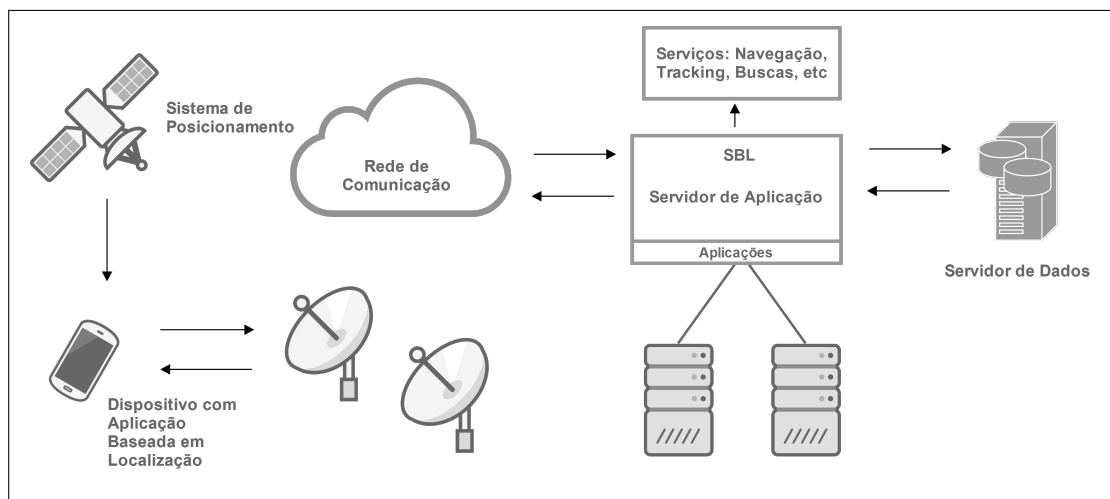 Sistema de
Posicionamento
Rede de
Comunicação
Serviços: Navegação,
Tracking, Buscas, etc
SBL
Servidor de Aplicação
Aplicações
Servidor de Dados
Dispositivo com
Aplicação
Baseada em
Localização